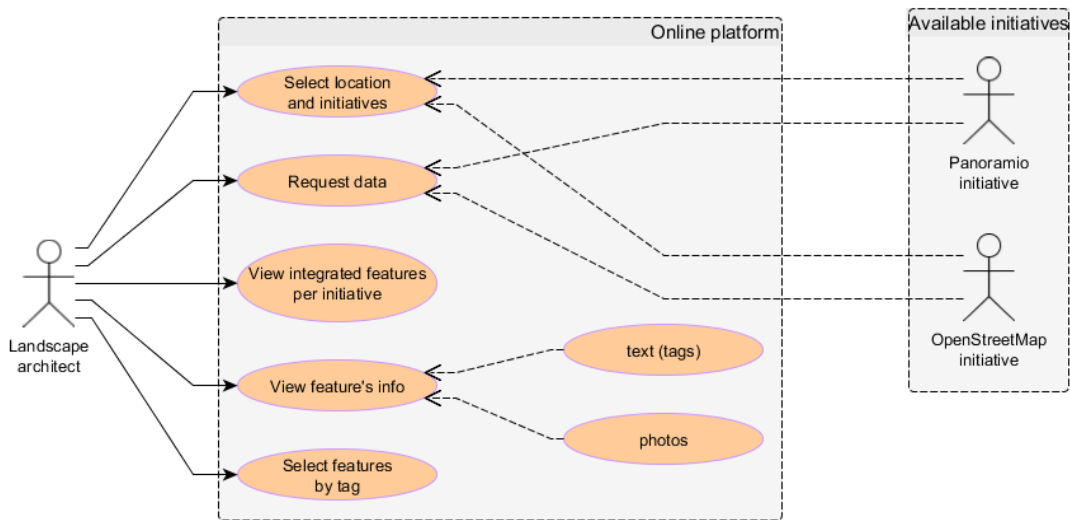 Online platform
Available initiatives
Select location
and initiatives
Request data
View integrated features
per initiative
View feature's info
Select features
by tag
text (tags)
photos
Landscape
architect
Panoramio
initiative
OpenStreetMap
initiative